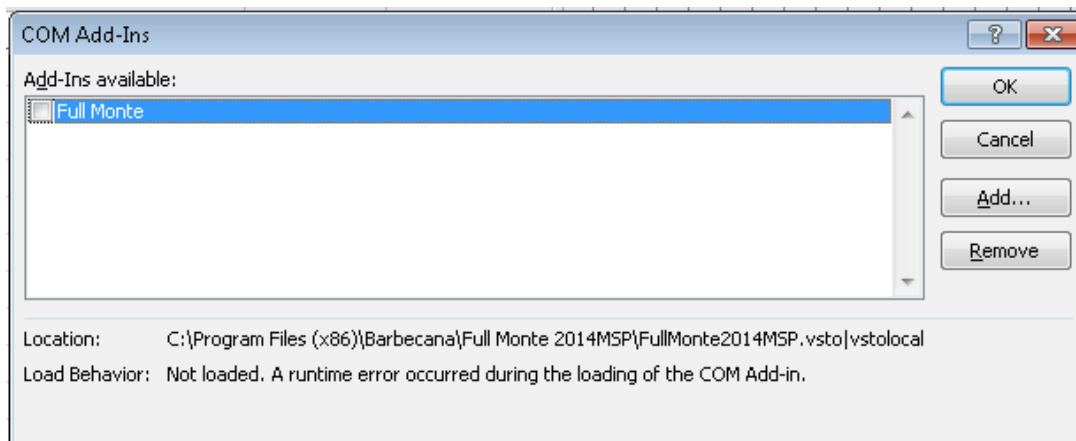 COM Add-Ins
Add-Ins available:
Full Monte
OK
Cancel
Add...
Remove
Location: C:\Program Files (x86)\Barbecana\Full Monte 2014MSP\FullMonte2014MSP.vsto|vstolocal
Load Behavior: Not loaded. A runtime error occurred during the loading of the COM Add-in.